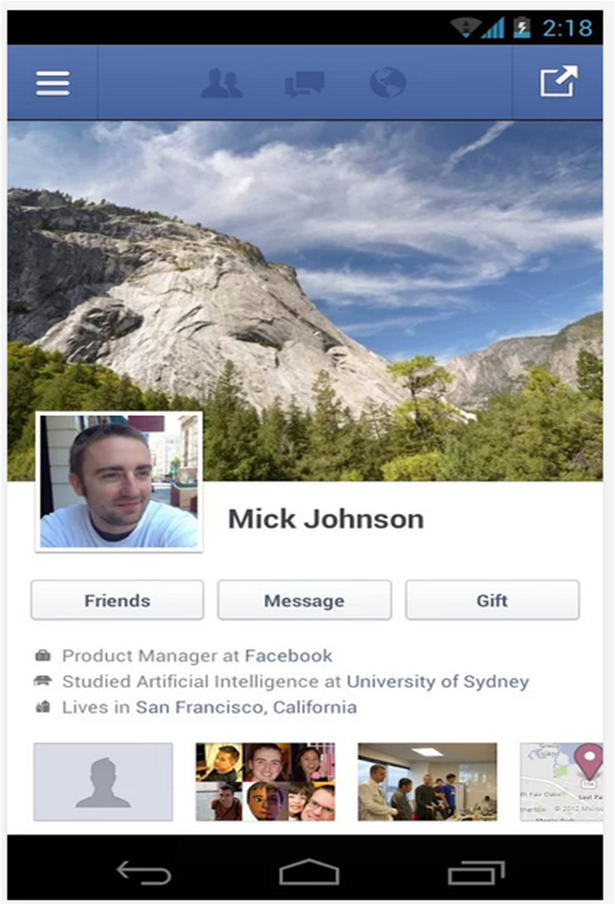 2:18
Mick Johnson
Friends
Message
Gift
Product Manager at Facebook
Studied Artificial Intelligence at University of Sydney
Lives in San Francisco, California
© 2012